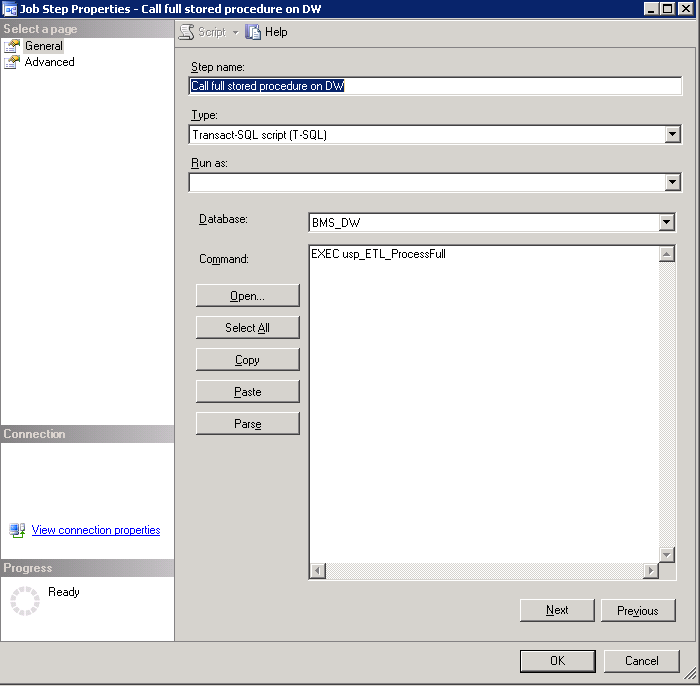 Job Step Properties - Call full stored procedure on DW
Select a page
General
Advanced
Script
Help
Step name:
Call full stored procedure on DW
Type:
Transact-SQL script (T-SQL)
Run as:
Database:
BMS_DW
Command:
EXEC usp_ETL_ProcessFull
Open...
Select All
Copy
Paste
Parse
Connection
View connection properties
Progress
Ready
Next
Previous
OK
Cancel